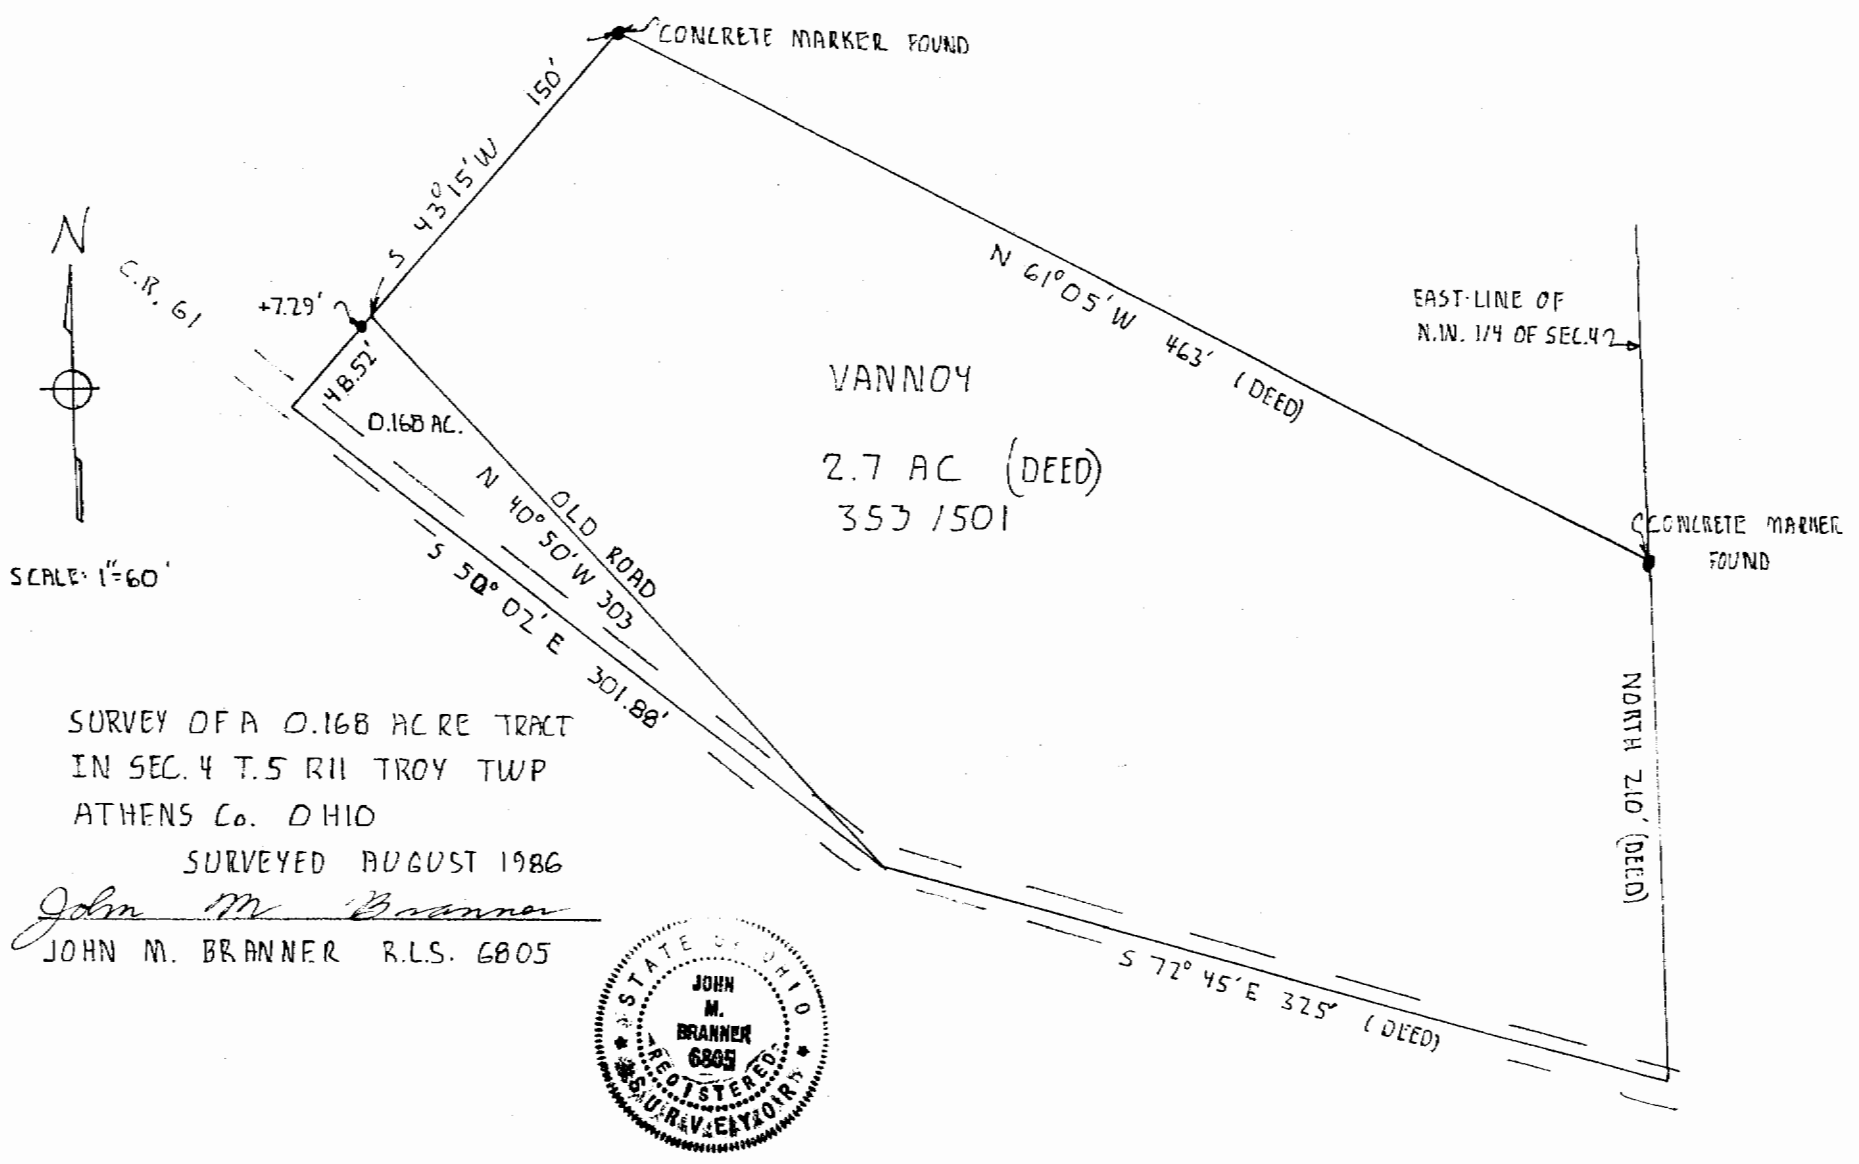 CONCRETE MARKER FOUND
150'
S 43°15'W
N
C.R. 61
+7.29'
48.52'
0.168 AC.
N 61°05'W 463' (DEED)
EAST LINE OF
N.W. 1/4 OF SEC.4
VANNOY
2.7 AC (DEED)
353 / 501
CONCRETE MARKER
FOUND
OLD ROAD
N 40°50'W 303
S 50° 02' E 301.88'
SCALE: 1"=60'
NORTH 210' (DEED)
SURVEY OF A 0.168 ACRE TRACT
IN SEC. 4 T.5 R11 TROY TWP
ATHENS Co. OHIO
SURVEYED AUGUST 1986
John M Branner
JOHN M. BRANNER R.L.S. 6805
S 72° 45' E 325' (DEED)
STATE OF OHIO
JOHN
M.
BRANNER
6805
REGISTERED
SURVEYOR